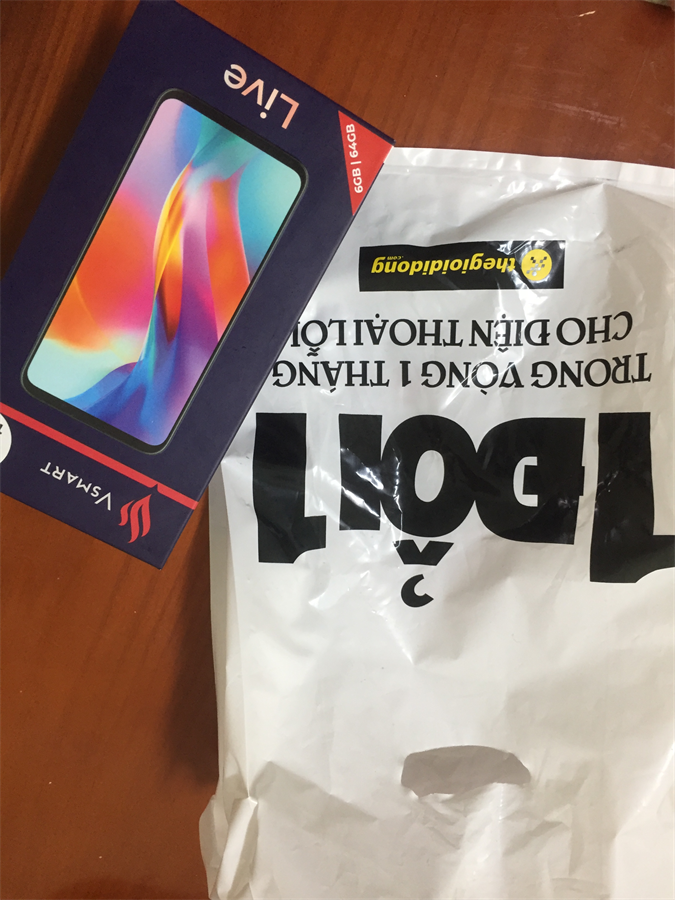 Live
6GB | 64GB
VSMART
1 ĐỔI 1
TRONG VÒNG 1 THÁNG
CHO ĐIỆN THOẠI LỖI
thegioididong
.com